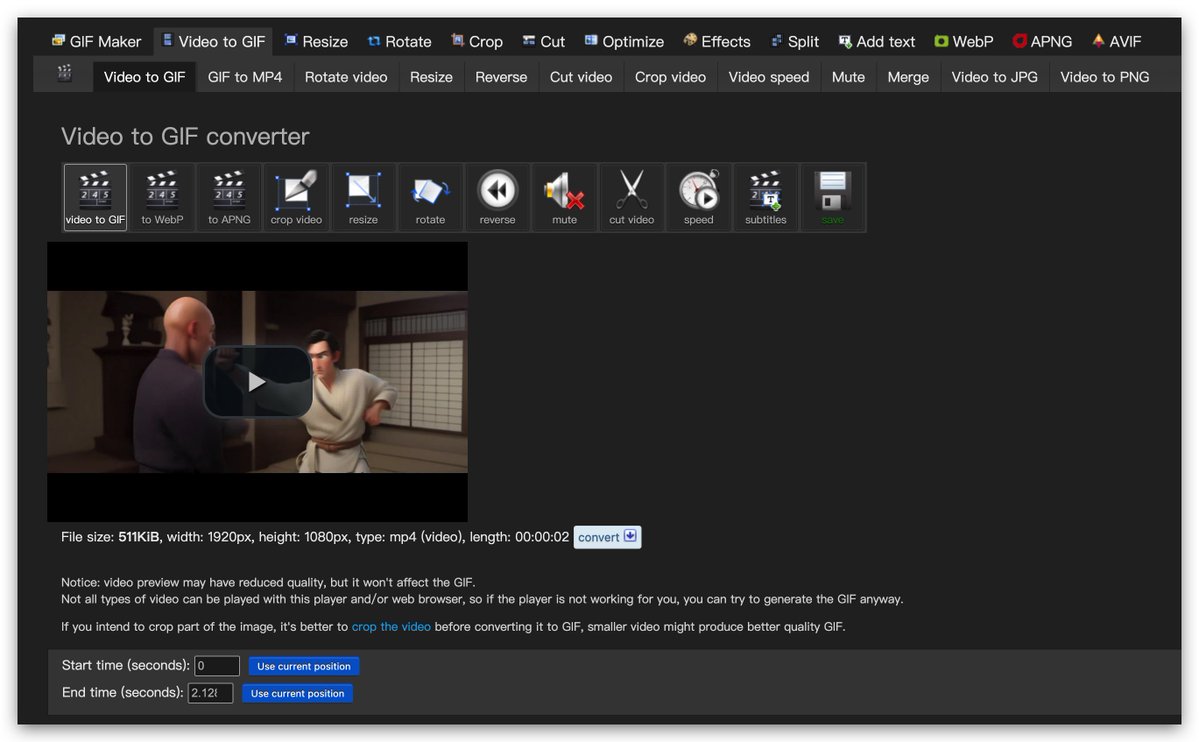 GIF Maker Video to GIF Resize Rotate Crop Cut Optimize Effects Split Add text WebP APNG AVIF
Video to GIF GIF to MP4 Rotate video Resize Reverse Cut video Crop video Video speed Mute Merge Video to JPG Video to PNG
Video to GIF converter
video to GIF to WebP to APNG crop video resize rotate reverse mute cut video speed subtitles save
File size: 511KiB, width: 1920px, height: 1080px, type: mp4 (video), length: 00:00:02 convert
Notice: video preview may have reduced quality, but it won't affect the GIF.
Not all types of video can be played with this player and/or web browser, so if the player is not working for you, you can try to generate the GIF anyway.
If you intend to crop part of the image, it's better to crop the video before converting it to GIF, smaller video might produce better quality GIF.
Start time (seconds): 0 Use current position
End time (seconds): 2.128 Use current position